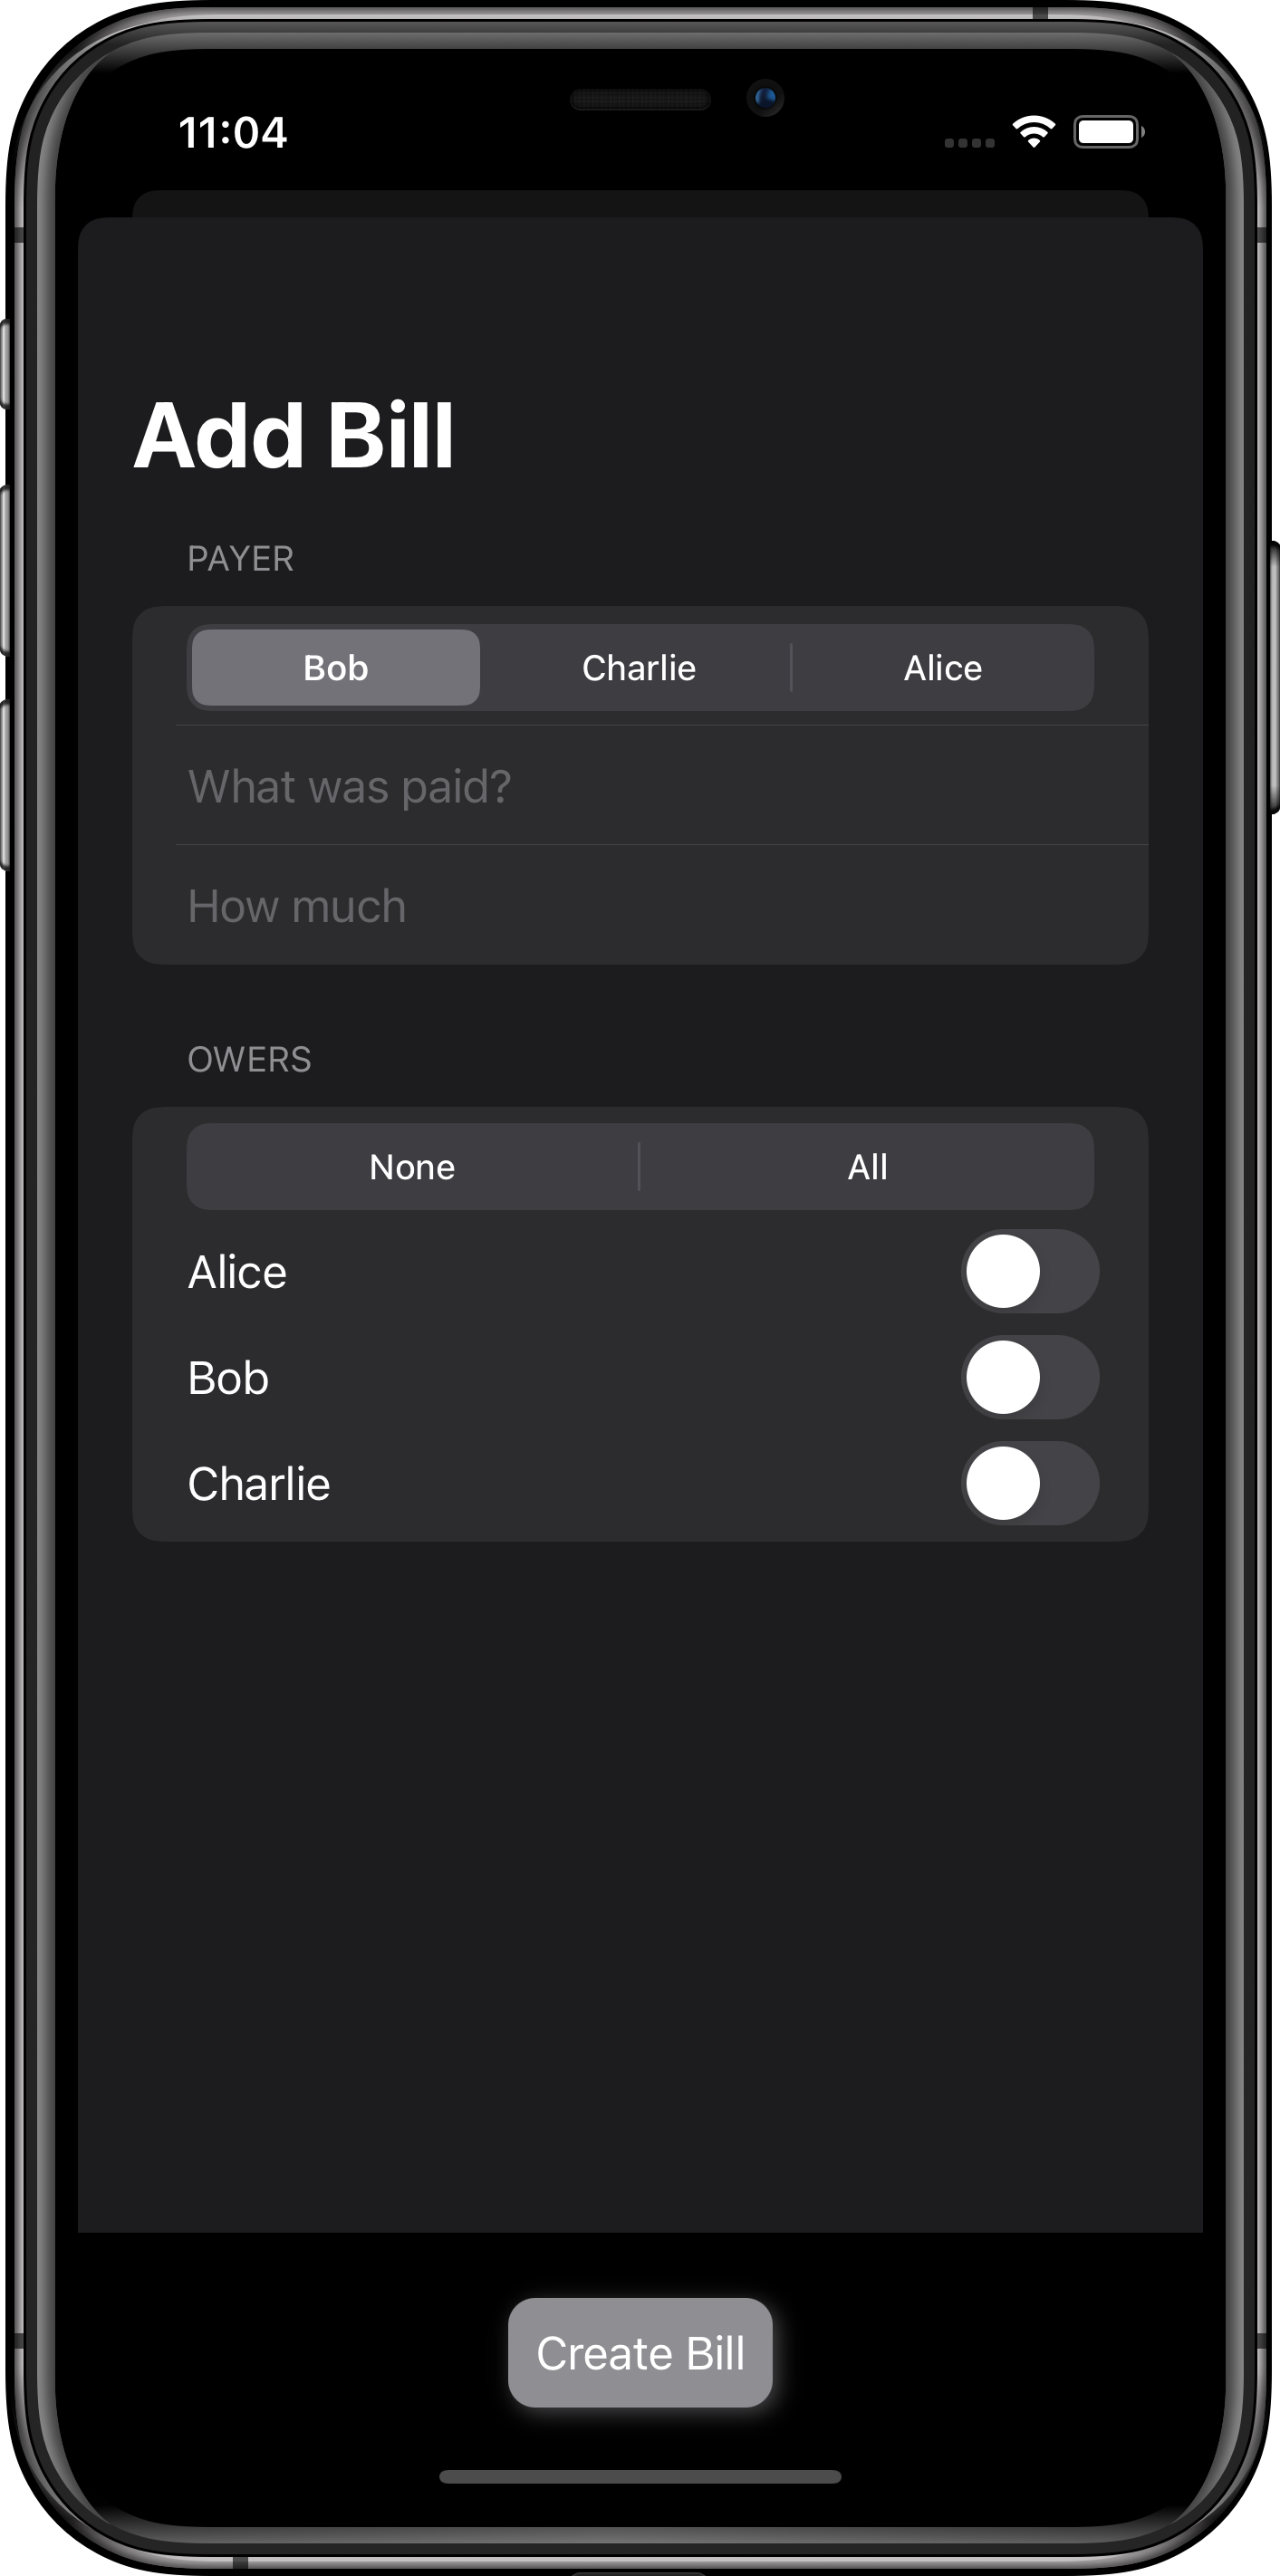 11:04
Add Bill
PAYER
Bob Charlie Alice
What was paid?
How much
OWERS
None All
Alice
Bob
Charlie
Create Bill